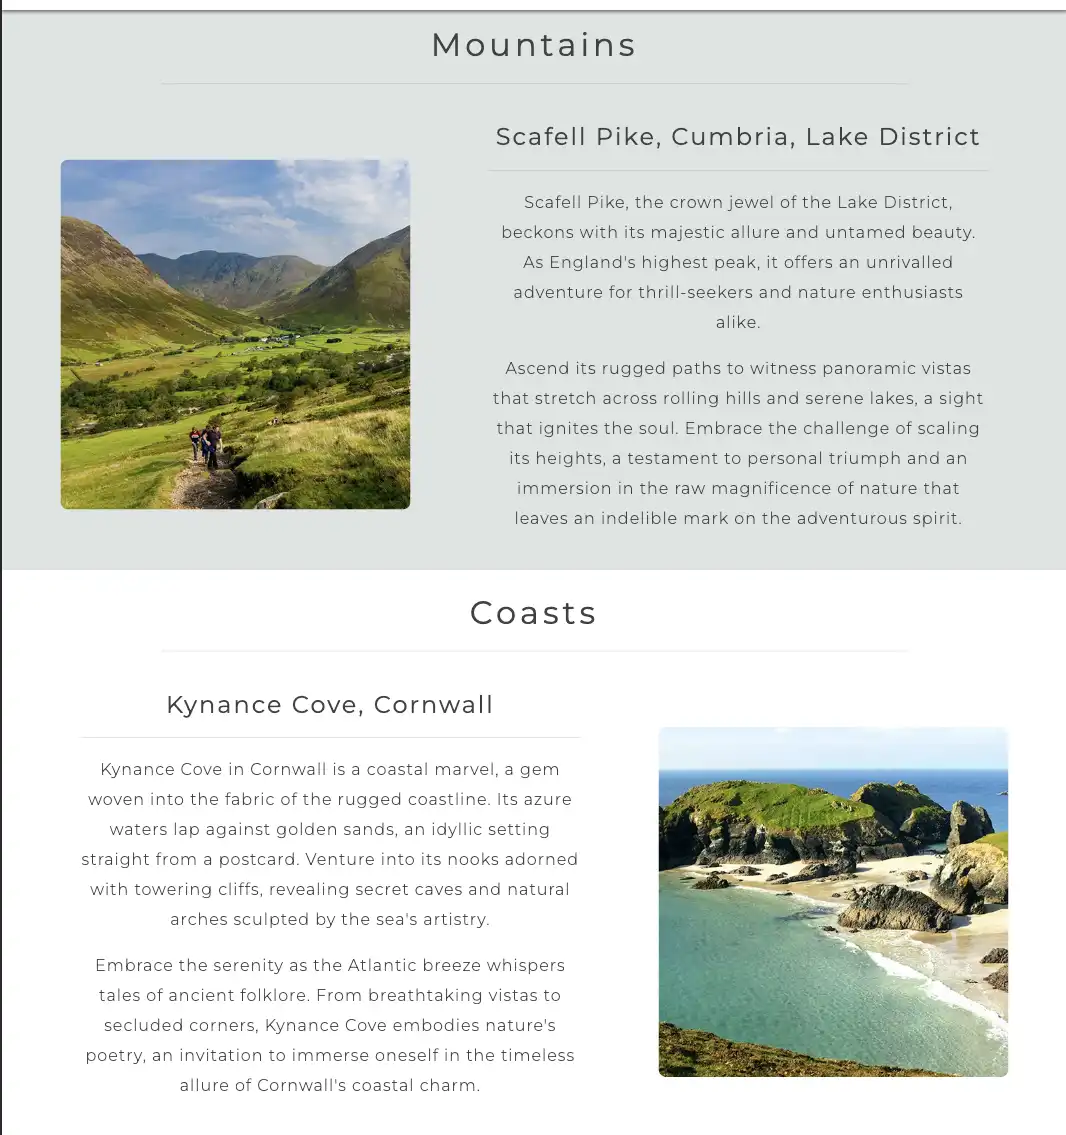 Mountains
Scafell Pike, Cumbria, Lake District
Scafell Pike, the crown jewel of the Lake District,
beckons with its majestic allure and untamed beauty.
As England's highest peak, it offers an unrivalled
adventure for thrill-seekers and nature enthusiasts
alike.
Ascend its rugged paths to witness panoramic vistas
that stretch across rolling hills and serene lakes, a sight
that ignites the soul. Embrace the challenge of scaling
its heights, a testament to personal triumph and an
immersion in the raw magnificence of nature that
leaves an indelible mark on the adventurous spirit.
Coasts
Kynance Cove, Cornwall
Kynance Cove in Cornwall is a coastal marvel, a gem
woven into the fabric of the rugged coastline. Its azure
waters lap against golden sands, an idyllic setting
straight from a postcard. Venture into its nooks adorned
with towering cliffs, revealing secret caves and natural
arches sculpted by the sea's artistry.
Embrace the serenity as the Atlantic breeze whispers
tales of ancient folklore. From breathtaking vistas to
secluded corners, Kynance Cove embodies nature's
poetry, an invitation to immerse oneself in the timeless
allure of Cornwall's coastal charm.